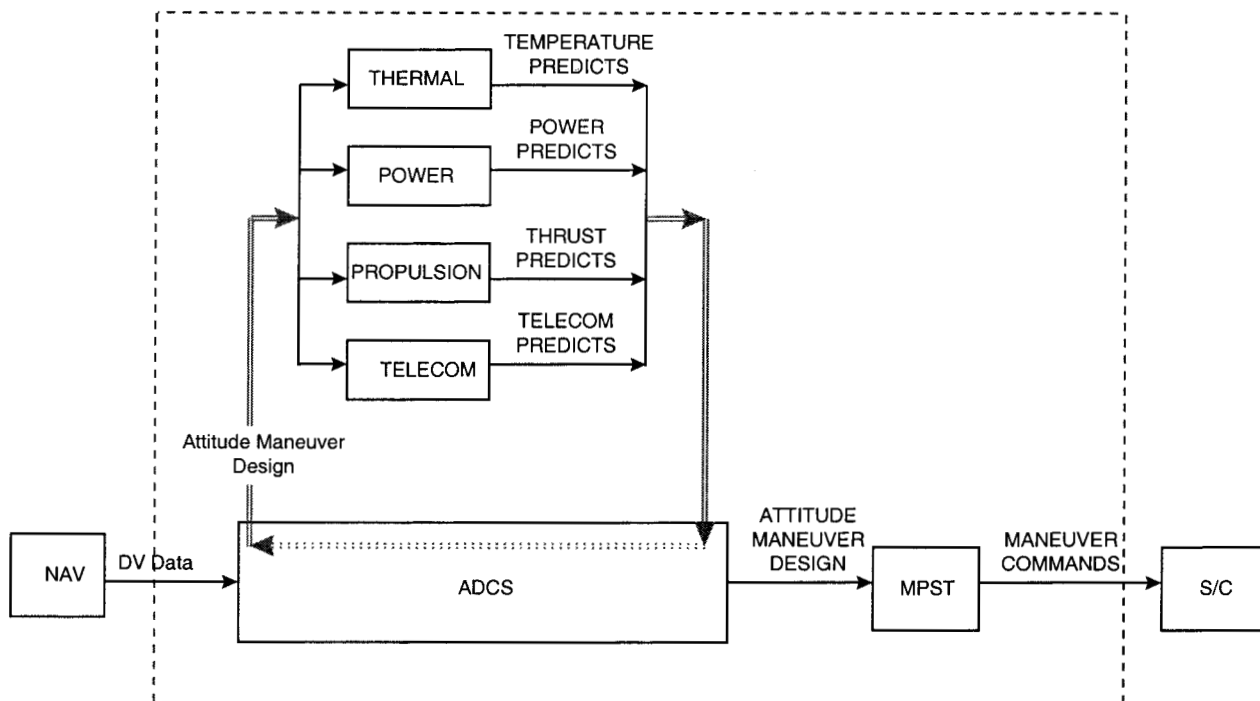 TEMPERATURE
PREDICTS
THERMAL
POWER
PREDICTS
POWER
THRUST
PREDICTS
PROPULSION
TELECOM
PREDICTS
TELECOM
Attitude Maneuver
Design
NAV
DV Data
ADCS
ATTITUDE
MANEUVER
DESIGN
MPST
MANEUVER
COMMANDS
S/C